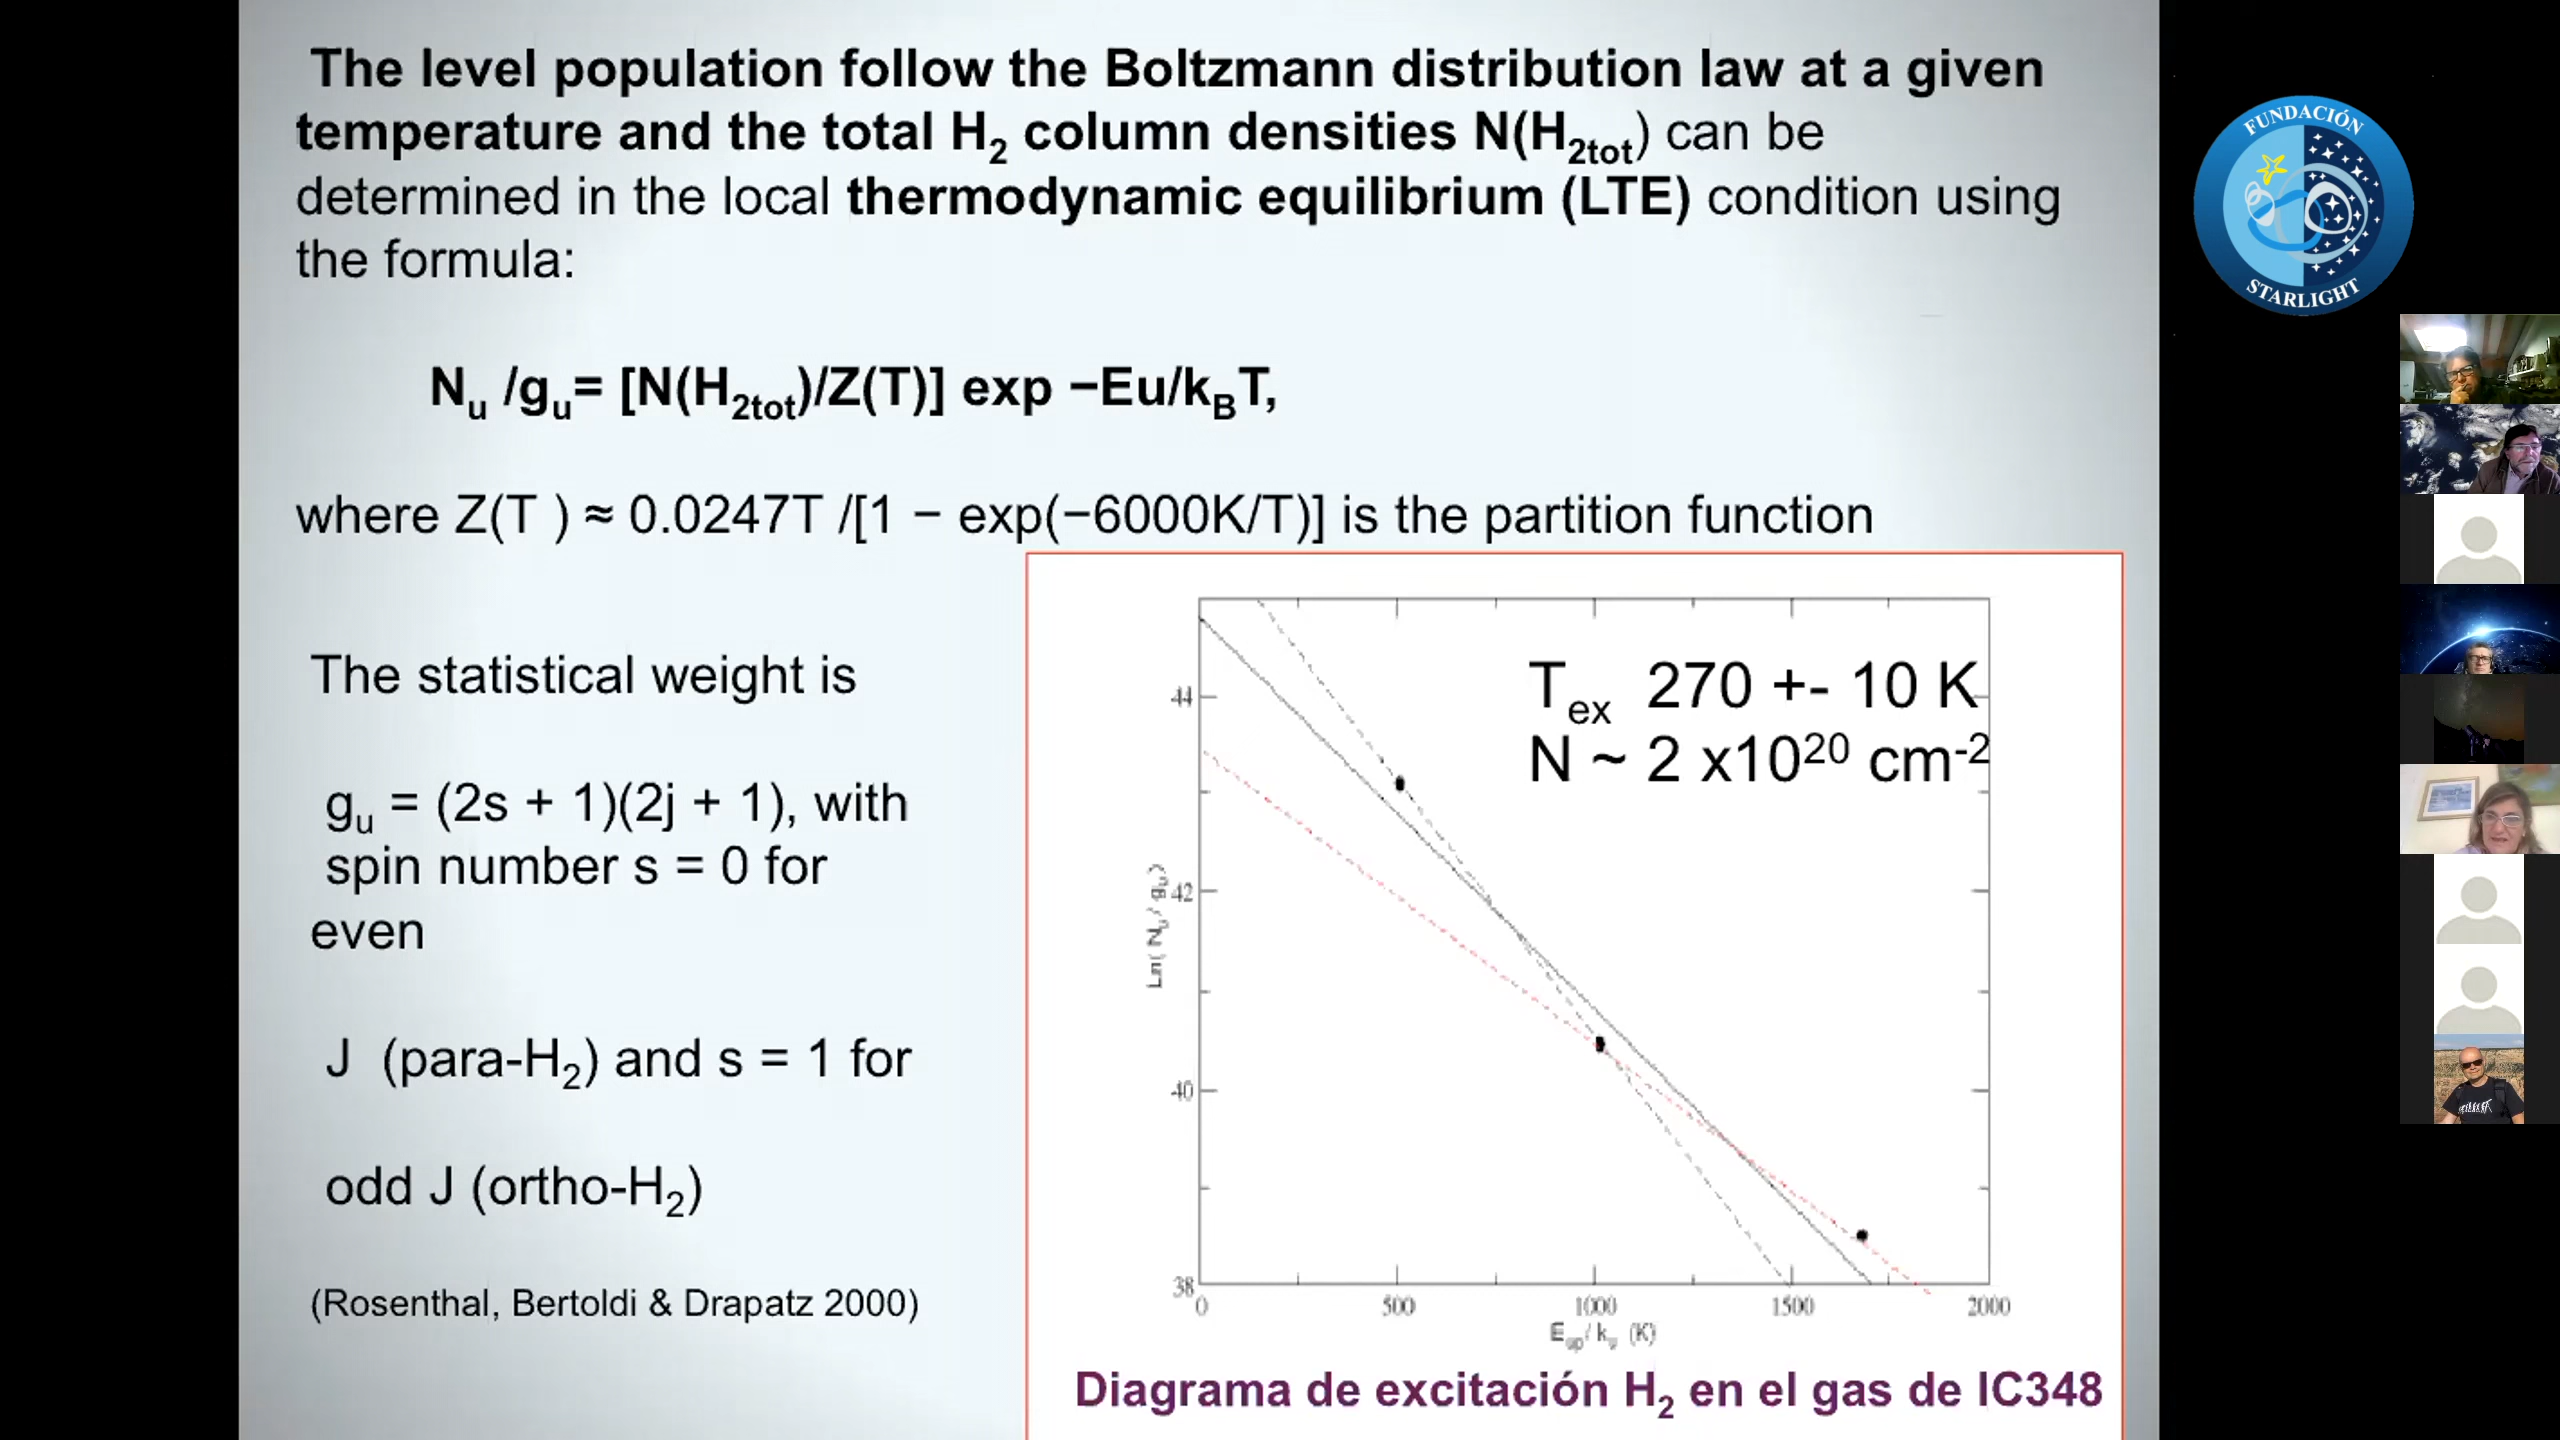 The level population follow the Boltzmann distribution law at a given
temperature and the total H₂ column densities N(H₂tot) can be
determined in the local thermodynamic equilibrium (LTE) condition using
the formula:
Nᵤ /gᵤ= [N(H₂tot)/Z(T)] exp −Eu/k_BT,
where Z(T ) ≈ 0.0247T /[1 − exp(−6000K/T)] is the partition function
The statistical weight is
gᵤ = (2s + 1)(2j + 1), with
spin number s = 0 for
even
J (para-H₂) and s = 1 for
odd J (ortho-H₂)
(Rosenthal, Bertoldi & Drapatz 2000)
T_ex 270 +- 10 K
N ~ 2 x10²⁰ cm⁻²
Ln( Nᵤ/ gᵤ)
44
42
40
38
0 500 1000 1500 2000
(K)
Diagrama de excitación H₂ en el gas de IC348
FUNDACIÓN
STARLIGHT